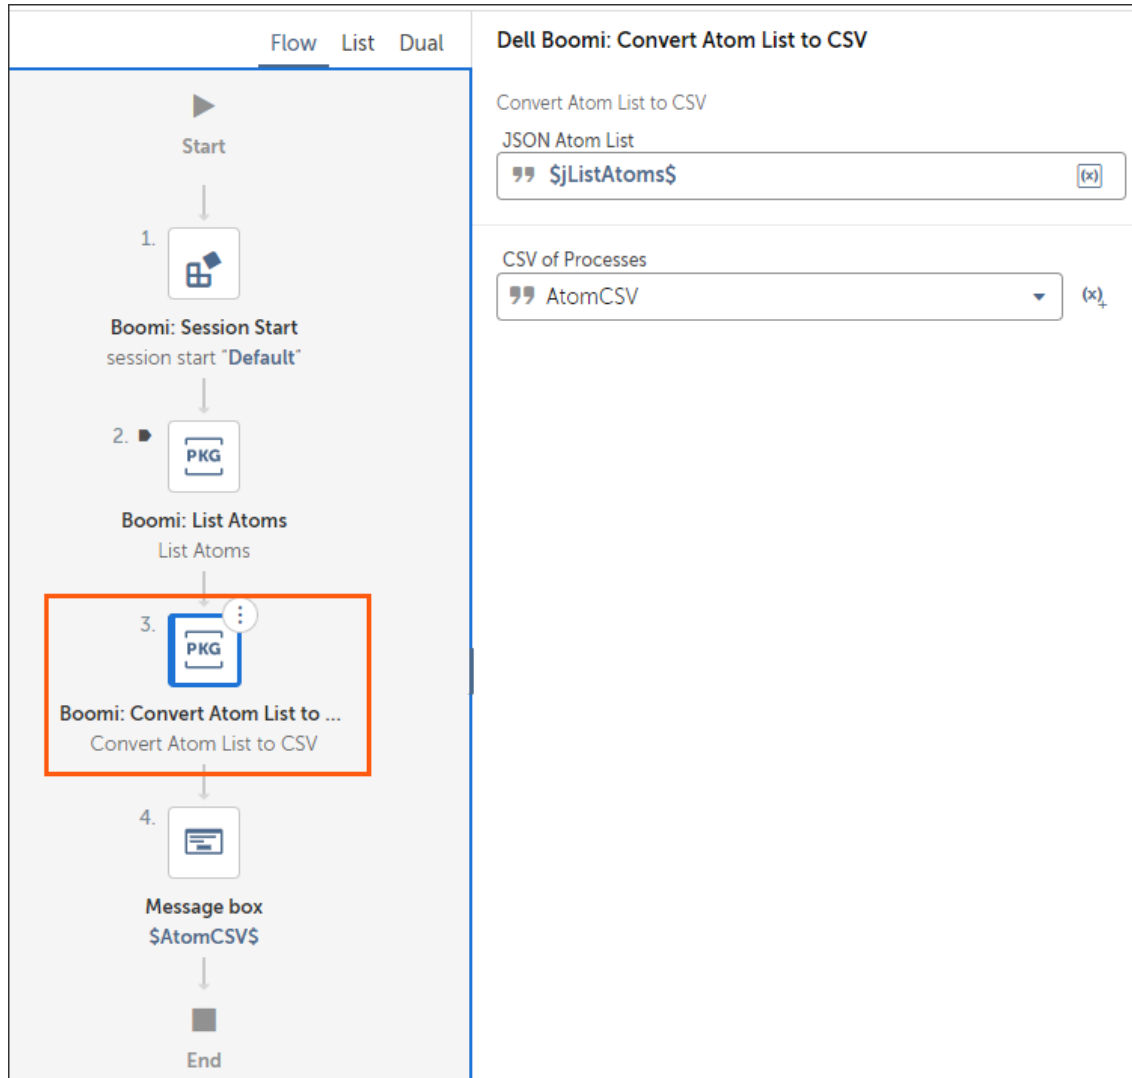 Flow List Dual
Start
1.
Boomi: Session Start
session start "Default"
2.
PKG
Boomi: List Atoms
List Atoms
3.
PKG
Boomi: Convert Atom List to ...
Convert Atom List to CSV
4.
Message box
$AtomCSV$
End
Dell Boomi: Convert Atom List to CSV
Convert Atom List to CSV
JSON Atom List
$jListAtoms$ (x)
CSV of Processes
AtomCSV (x)+